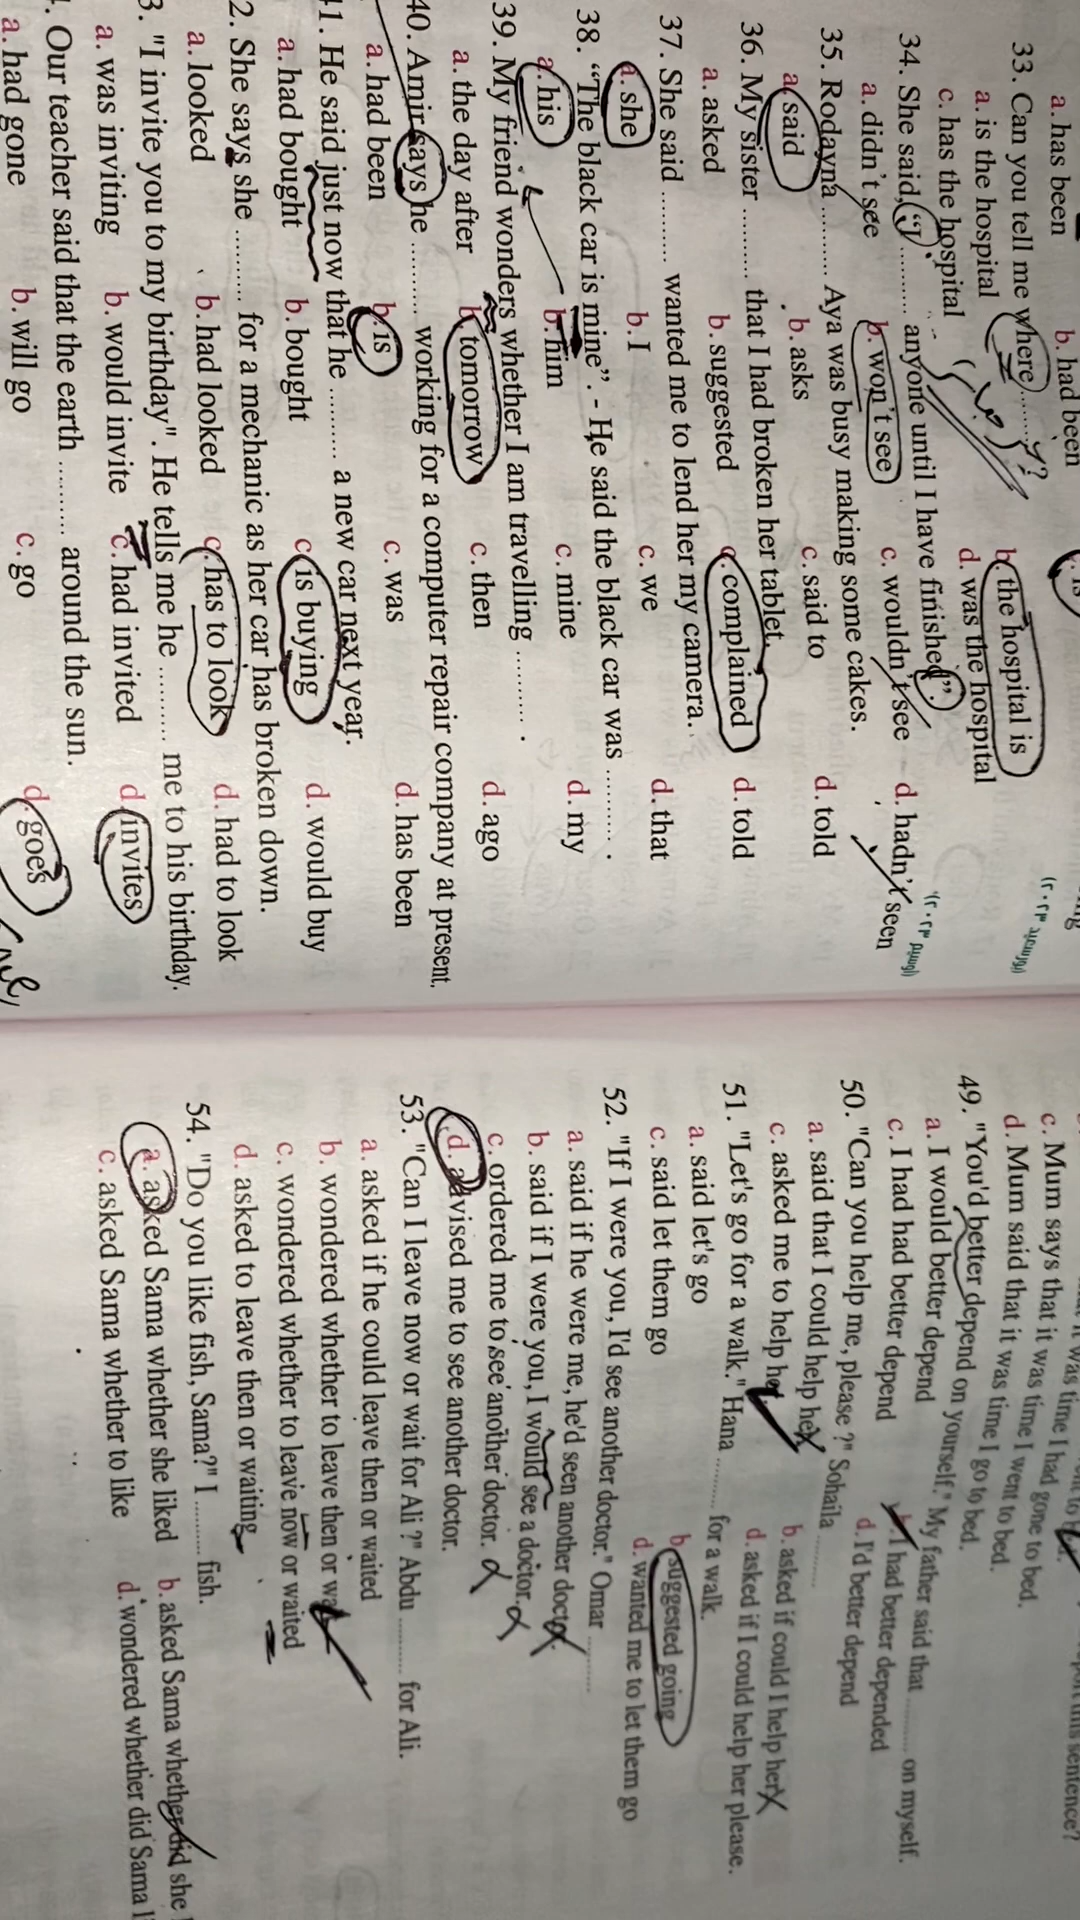 a. has been b. had been
33. Can you tell me where ........ ?
a. is the hospital b. the hospital is
c. has the hospital d. was the hospital
34. She said, “I ........ anyone until I have finished”.
a. didn't see b. won't see c. wouldn't see d. hadn't seen
35. Rodayna ........ Aya was busy making some cakes.
a. said b. asks c. said to d. told
36. My sister ........ that I had broken her tablet.
a. asked b. suggested c. complained d. told
37. She said ........ wanted me to lend her my camera.
a. she b. I c. we d. that
38. “The black car is mine”. - He said the black car was ........ .
a. his b. him c. mine d. my
39. My friend wonders whether I am travelling ........ .
a. the day after b. tomorrow c. then d. ago
40. Amir says he ........ working for a computer repair company at present.
a. had been b. is c. was d. has been
1. He said just now that he ........ a new car next year.
a. had bought b. bought c. is buying d. would buy
2. She says she ........ for a mechanic as her car has broken down.
a. looked b. had looked c. has to look d. had to look
3. "I invite you to my birthday". He tells me he ........ me to his birthday.
a. was inviting b. would invite c. had invited d. invites
. Our teacher said that the earth ........ around the sun.
a. had gone b. will go c. go d. goes
c. Mum says that it was time I had gone to bed.
d. Mum said that it was time I went to bed.
was time I go to bed.
49. "You'd better depend on yourself." My father said that ........ on myself.
a. I would better depend b. I had better depended
c. I had had better depend d. I'd better depend
50. "Can you help me, please ?" Sohaila ........
a. said that I could help her b. asked if could I help her
c. asked me to help her d. asked if I could help her please.
51. "Let's go for a walk." Hana ........ for a walk.
a. said let's go b. suggested going
c. said let them go d. wanted me to let them go
52. "If I were you, I'd see another doctor." Omar ........
a. said if he were me, he'd seen another doctor.
b. said if I were you, I would see a doctor.
c. ordered me to see another doctor.
d. advised me to see another doctor.
53. "Can I leave now or wait for Ali ?" Abdu ........ for Ali.
a. asked if he could leave then or waited
b. wondered whether to leave then or wait
c. wondered whether to leave now or waited
d. asked to leave then or waiting
54. "Do you like fish, Sama?" I ........ fish.
a. asked Sama whether she liked b. asked Sama whether did she
c. asked Sama whether to like d. wondered whether did Sama